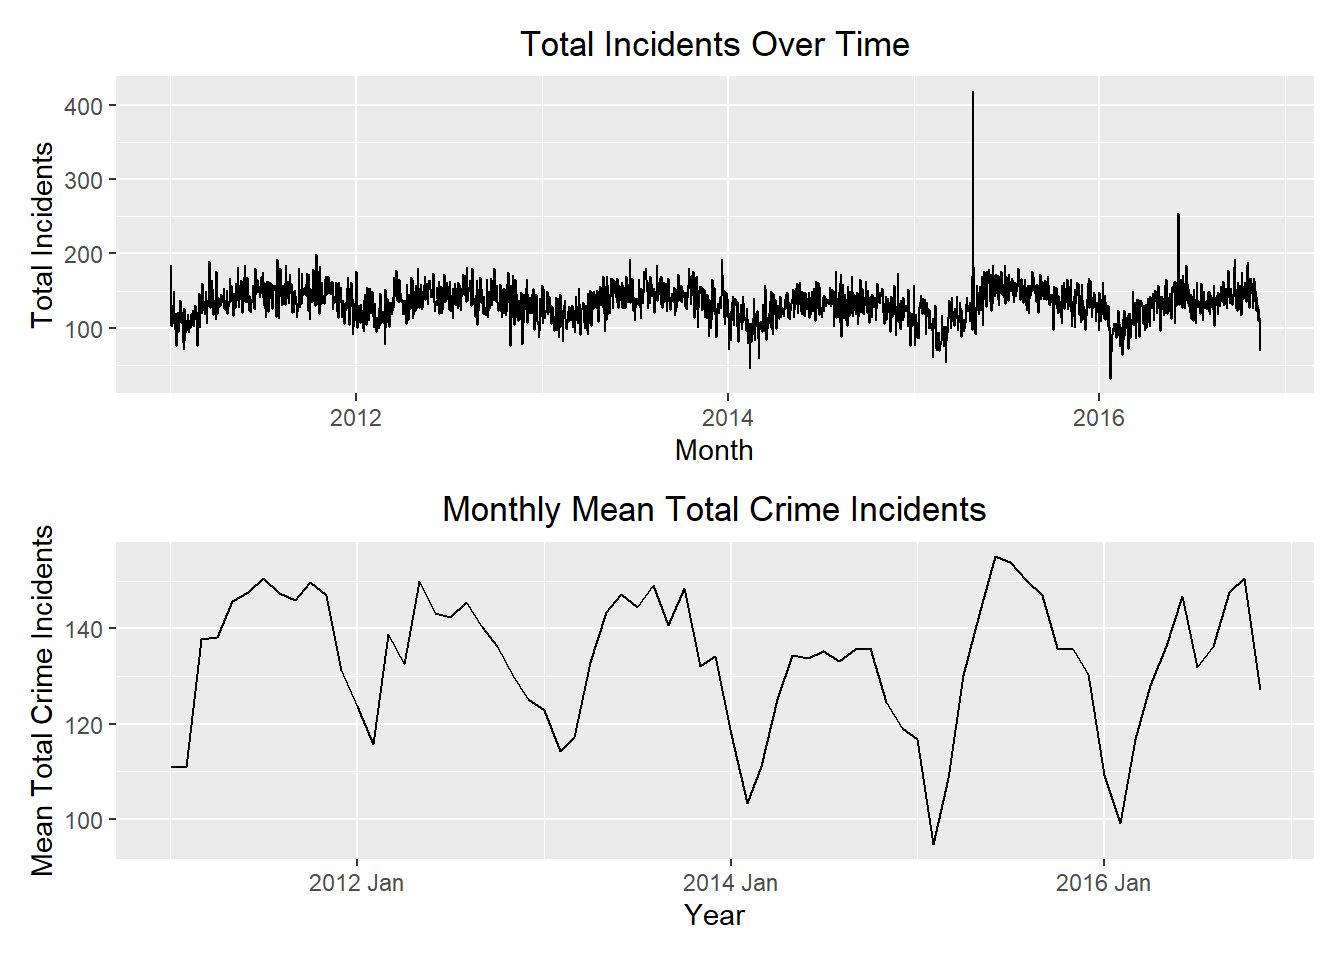 Total Incidents Over Time
Total Incidents
400
300
200
100
2012
2014
2016
Month
Monthly Mean Total Crime Incidents
Mean Total Crime Incidents
140
120
100
2012 Jan
2014 Jan
2016 Jan
Year